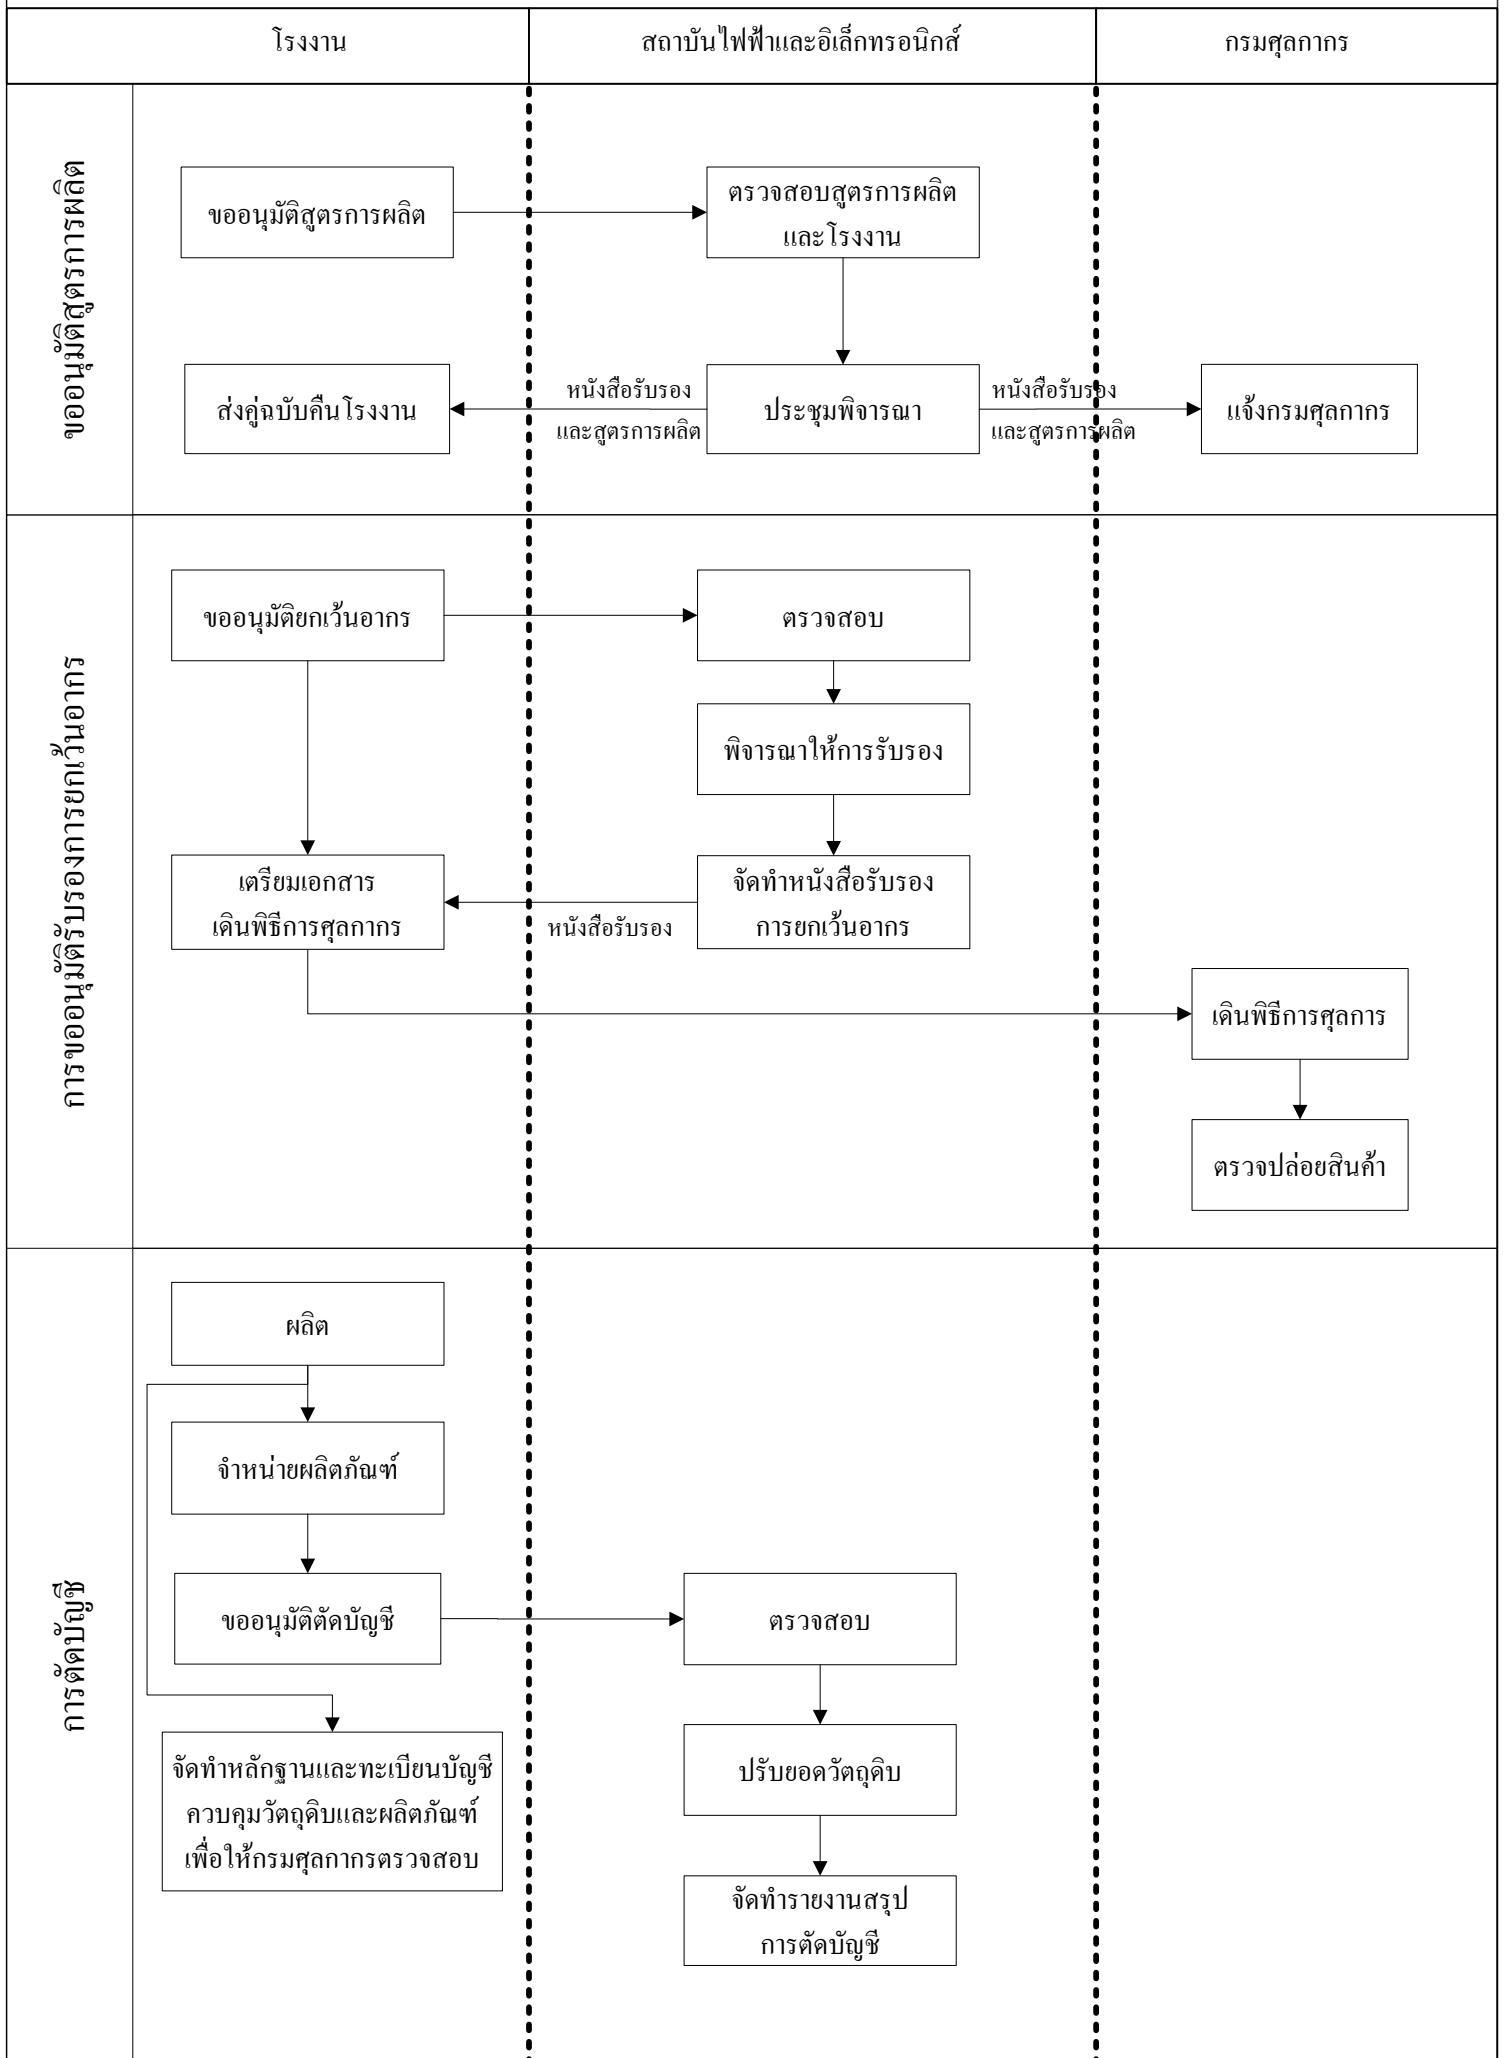 โรงงาน
สถาบันไฟฟ้าและอิเล็กทรอนิกส์
กรมศุลกากร
ขออนุมัติสูตรการผลิต
ขออนุมัติสูตรการผลิต
ตรวจสอบสูตรการผลิต
และโรงงาน
ส่งคู่ฉบับคืนโรงงาน
หนังสือรับรอง
และสูตรการผลิต
ประชุมพิจารณา
หนังสือรับรอง
และสูตรการผลิต
แจ้งกรมศุลกากร
การขออนุมัติรับรองการยกเว้นอากร
ขออนุมัติยกเว้นอากร
ตรวจสอบ
พิจารณาให้การรับรอง
เตรียมเอกสาร
เดินพิธีการศุลกากร
หนังสือรับรอง
จัดทำหนังสือรับรอง
การยกเว้นอากร
เดินพิธีการศุลการ
ตรวจปล่อยสินค้า
การตัดบัญชี
ผลิต
จำหน่ายผลิตภัณฑ์
ขออนุมัติตัดบัญชี
ตรวจสอบ
จัดทำหลักฐานและทะเบียนบัญชี
ควบคุมวัตถุดิบและผลิตภัณฑ์
เพื่อให้กรมศุลกากรตรวจสอบ
ปรับยอดวัตถุดิบ
จัดทำรายงานสรุป
การตัดบัญชี